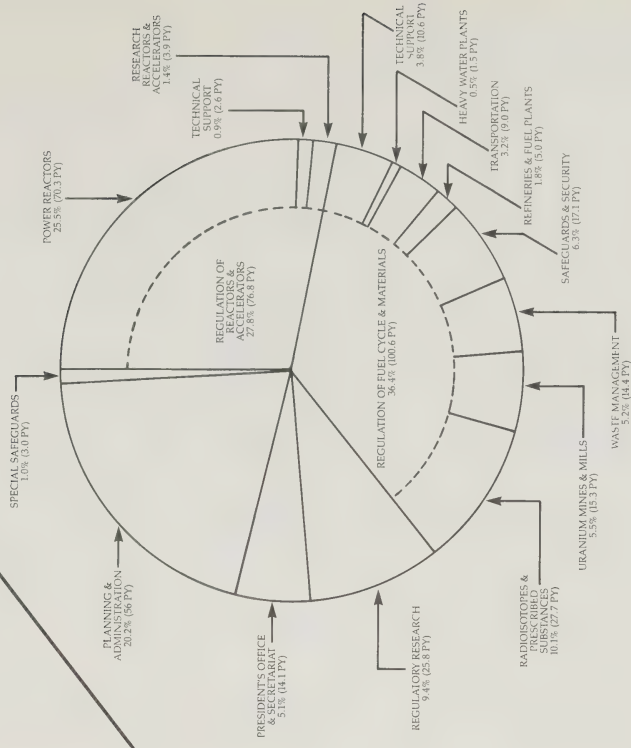 SPECIAL SAFEGUARDS
1.0% (3.0 PY)
POWER REACTORS
25.5% (70.3 PY)
TECHNICAL
SUPPORT
0.9% (2.6 PY)
RESEARCH
REACTORS &
ACCELERATORS
1.4% (3.9 PY)
PLANNING &
ADMINISTRATION
20.2% (56 PY)
REGULATION OF
REACTORS &
ACCELERATORS
27.8% (76.8 PY)
TECHNICAL
SUPPORT
3.8% (10.6 PY)
HEAVY WATER PLANTS
0.5% (1.5 PY)
TRANSPORTATION
3.2% (9.0 PY)
REFINERIES & FUEL PLANTS
1.8% (5.0 PY)
SAFEGUARDS & SECURITY
6.3% (17.1 PY)
PRESIDENT'S OFFICE
& SECRETARIAT
5.1% (14.1 PY)
REGULATION OF FUEL CYCLE & MATERIALS
36.4% (100.6 PY)
REGULATORY RESEARCH
9.4% (25.8 PY)
RADIOISOTOPES &
PRESCRIBED
SUBSTANCES
10.1% (27.7 PY)
URANIUM MINES & MILLS
5.5% (15.3 PY)
WASTE MANAGEMENT
5.2% (14.4 PY)